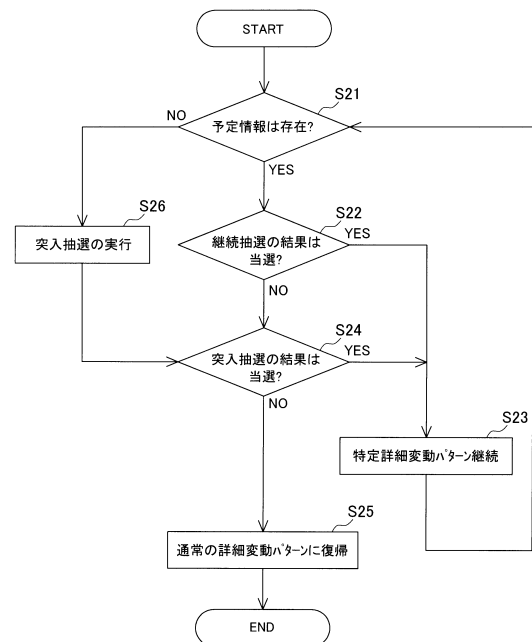 START
S21
予定情報は存在?
NO
YES
S26
突入抽選の実行
S22
継続抽選の結果は
当選?
YES
NO
S24
突入抽選の結果は
当選?
YES
NO
S23
特定詳細変動パターン継続
S25
通常の詳細変動パターンに復帰
END